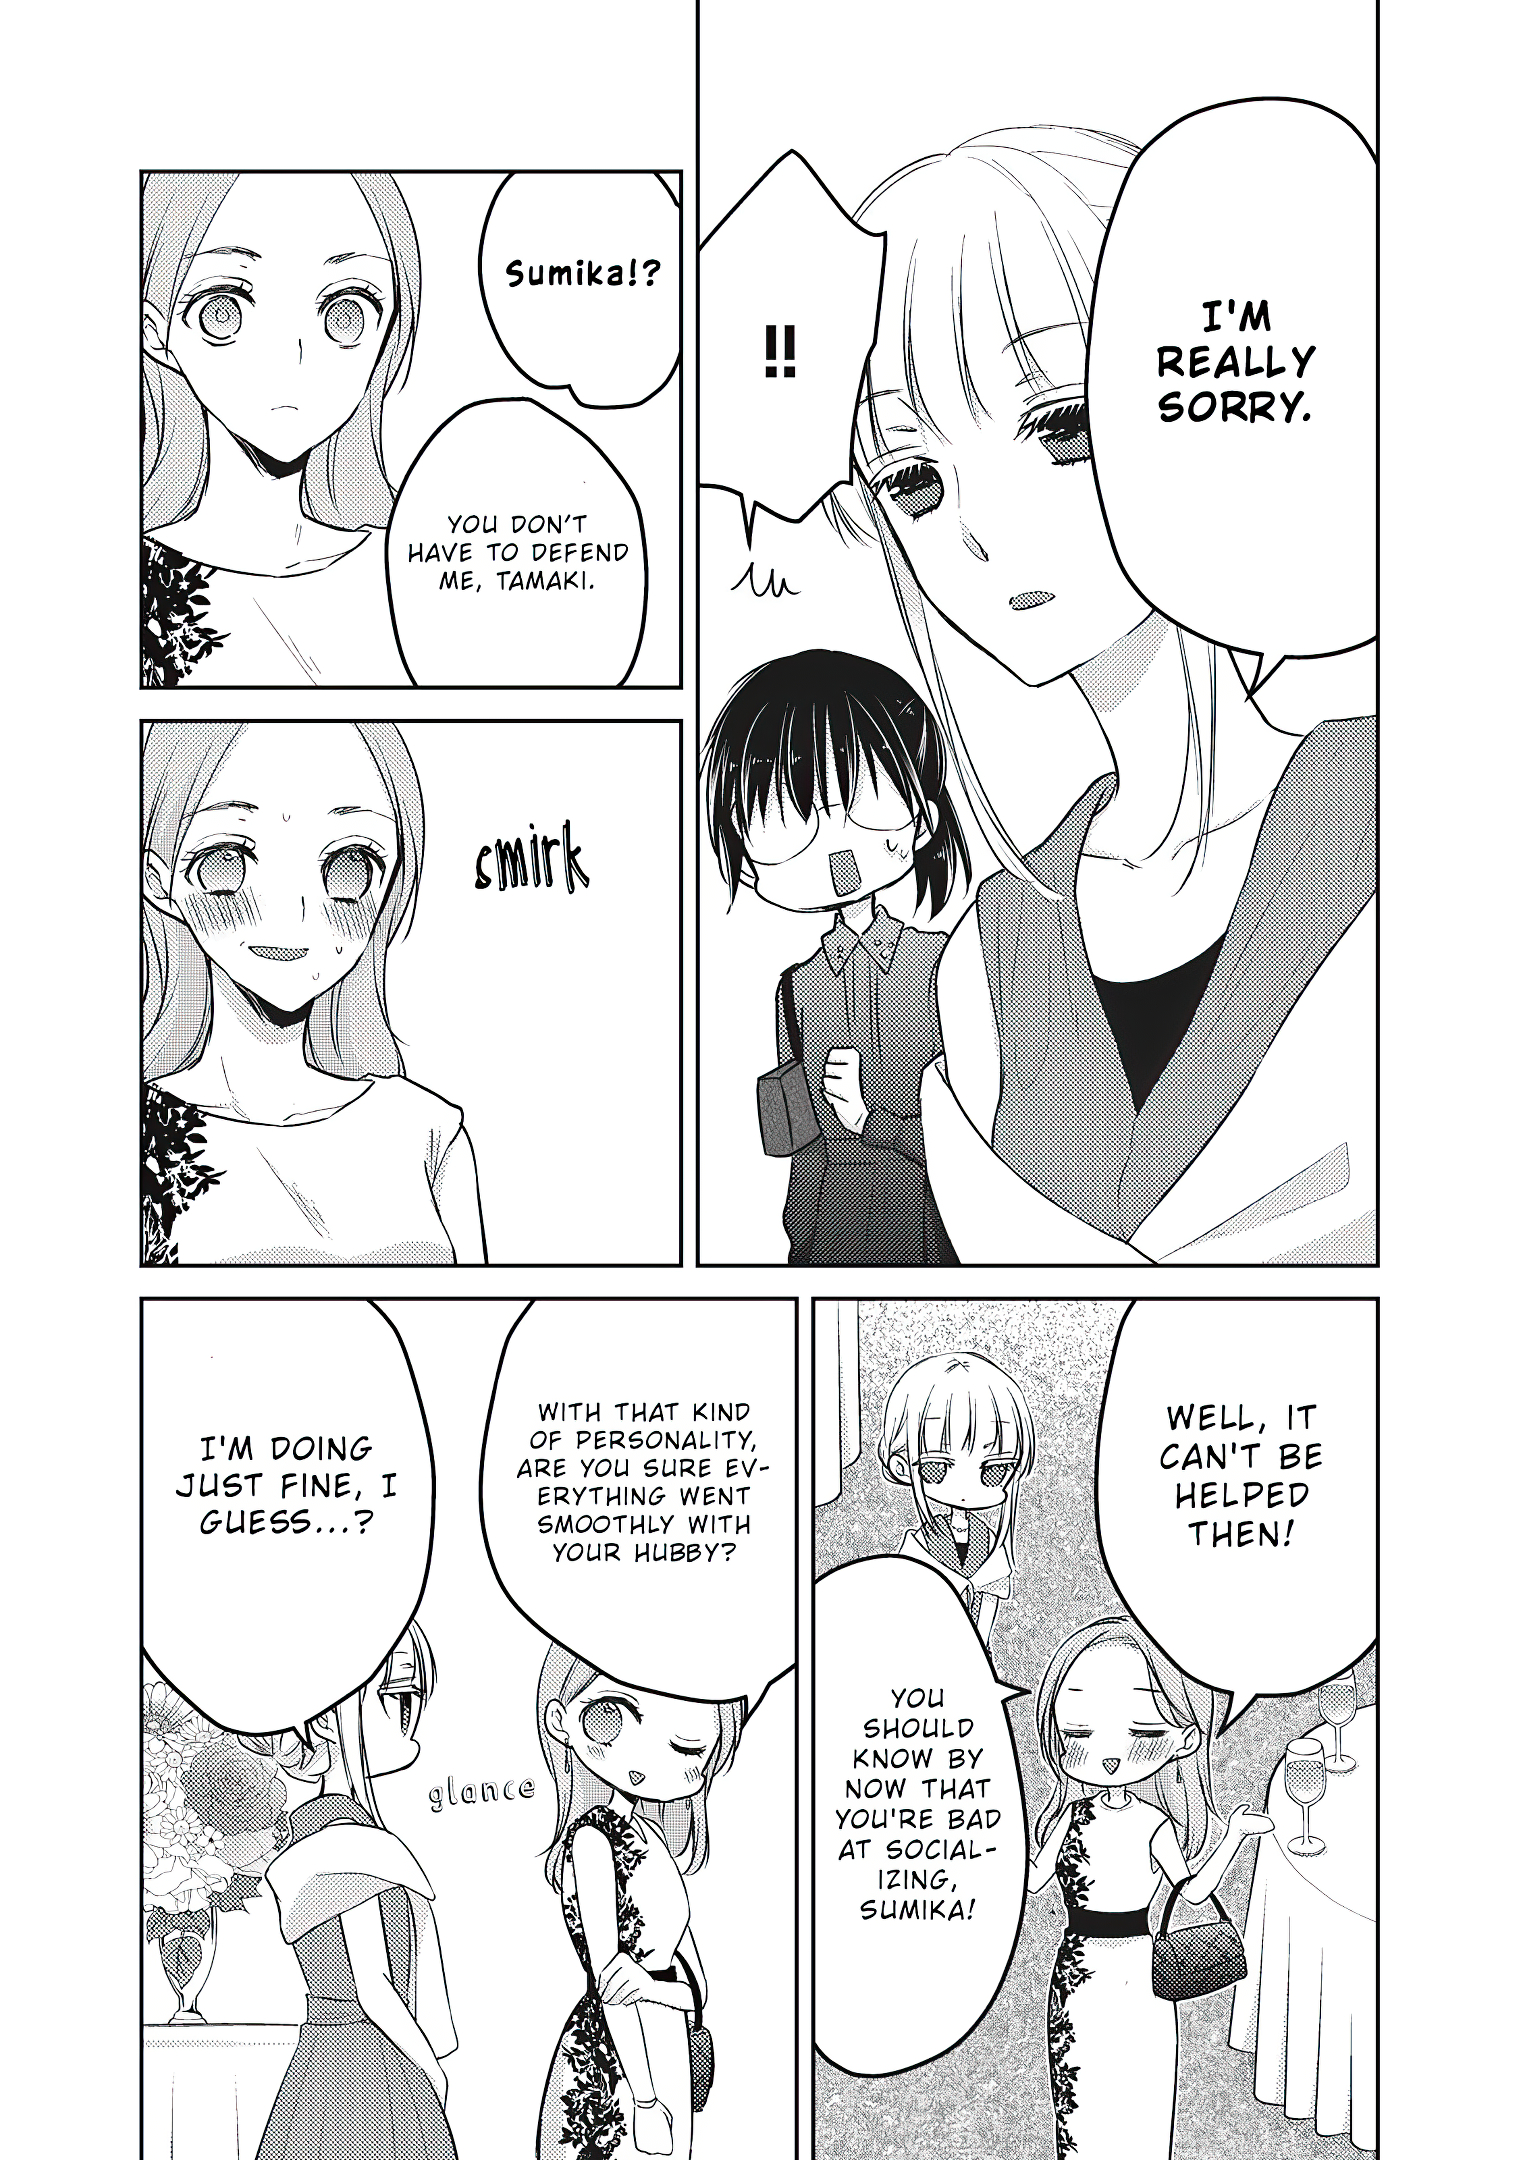 I'M
REALLY
SORRY.
!!
Sumika!?
YOU DON'T
HAVE TO DEFEND
ME, TAMAKI.
smirk
WELL, IT
CAN'T BE
HELPED
THEN!
YOU
SHOULD
KNOW BY
NOW THAT
YOU'RE BAD
AT SOCIAL-
IZING,
SUMIKA!
WITH THAT KIND
OF PERSONALITY,
ARE YOU SURE EV-
ERYTHING WENT
SMOOTHLY WITH
YOUR HUBBY?
glance
I'M DOING
JUST FINE, I
GUESS...?